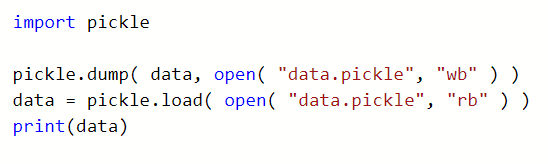 import pickle
pickle.dump( data, open( "data.pickle", "wb" ) )
data = pickle.load( open( "data.pickle", "rb" ) )
print(data)